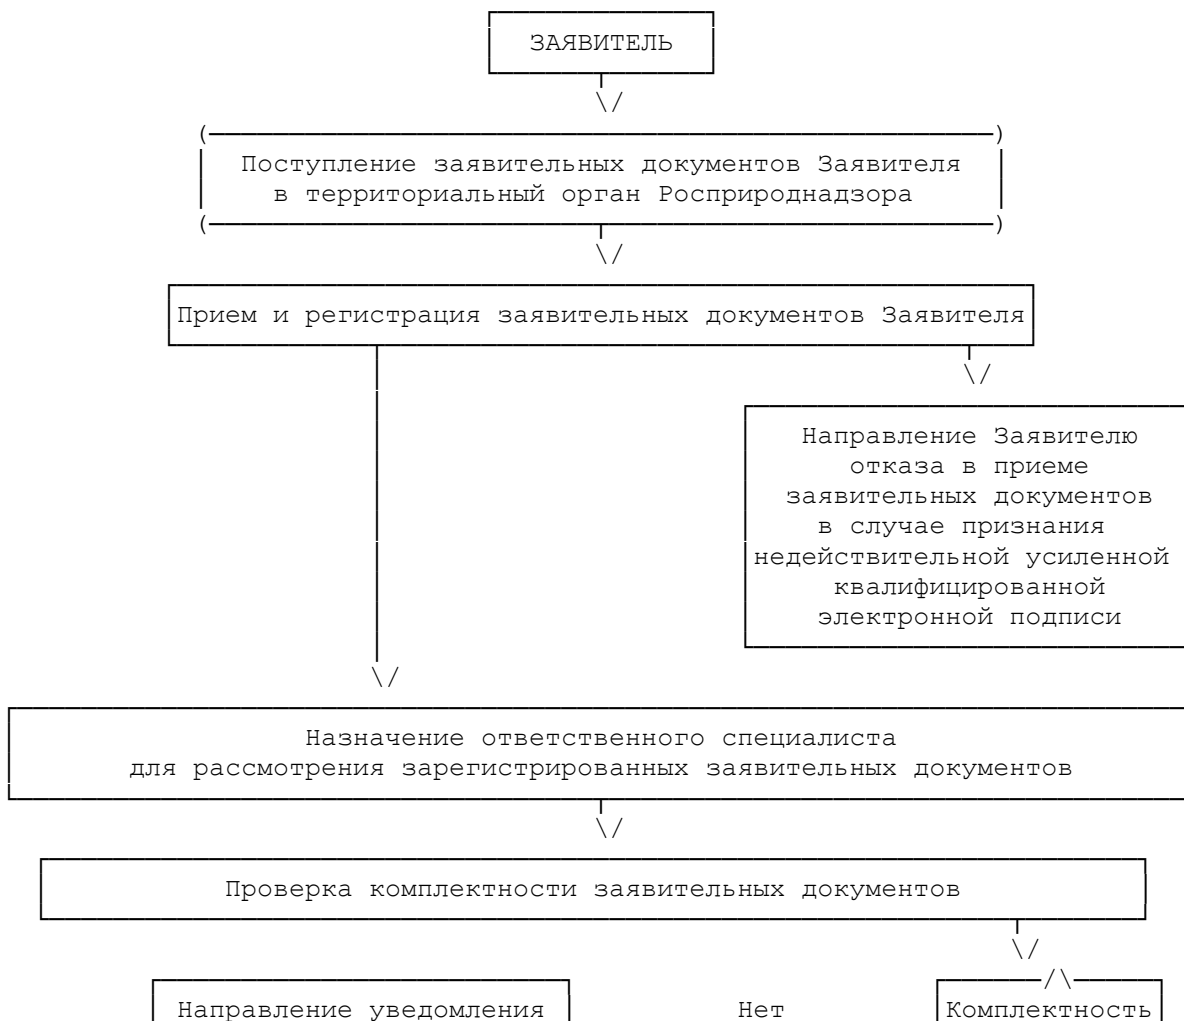 ЗАЯВИТЕЛЬ
Поступление заявительных документов Заявителя
в территориальный орган Росприроднадзора
Прием и регистрация заявительных документов Заявителя
Направление Заявителю
отказа в приеме
заявительных документов
в случае признания
недействительной усиленной
квалифицированной
электронной подписи
Назначение ответственного специалиста
для рассмотрения зарегистрированных заявительных документов
Проверка комплектности заявительных документов
Направление уведомления Нет Комплектность